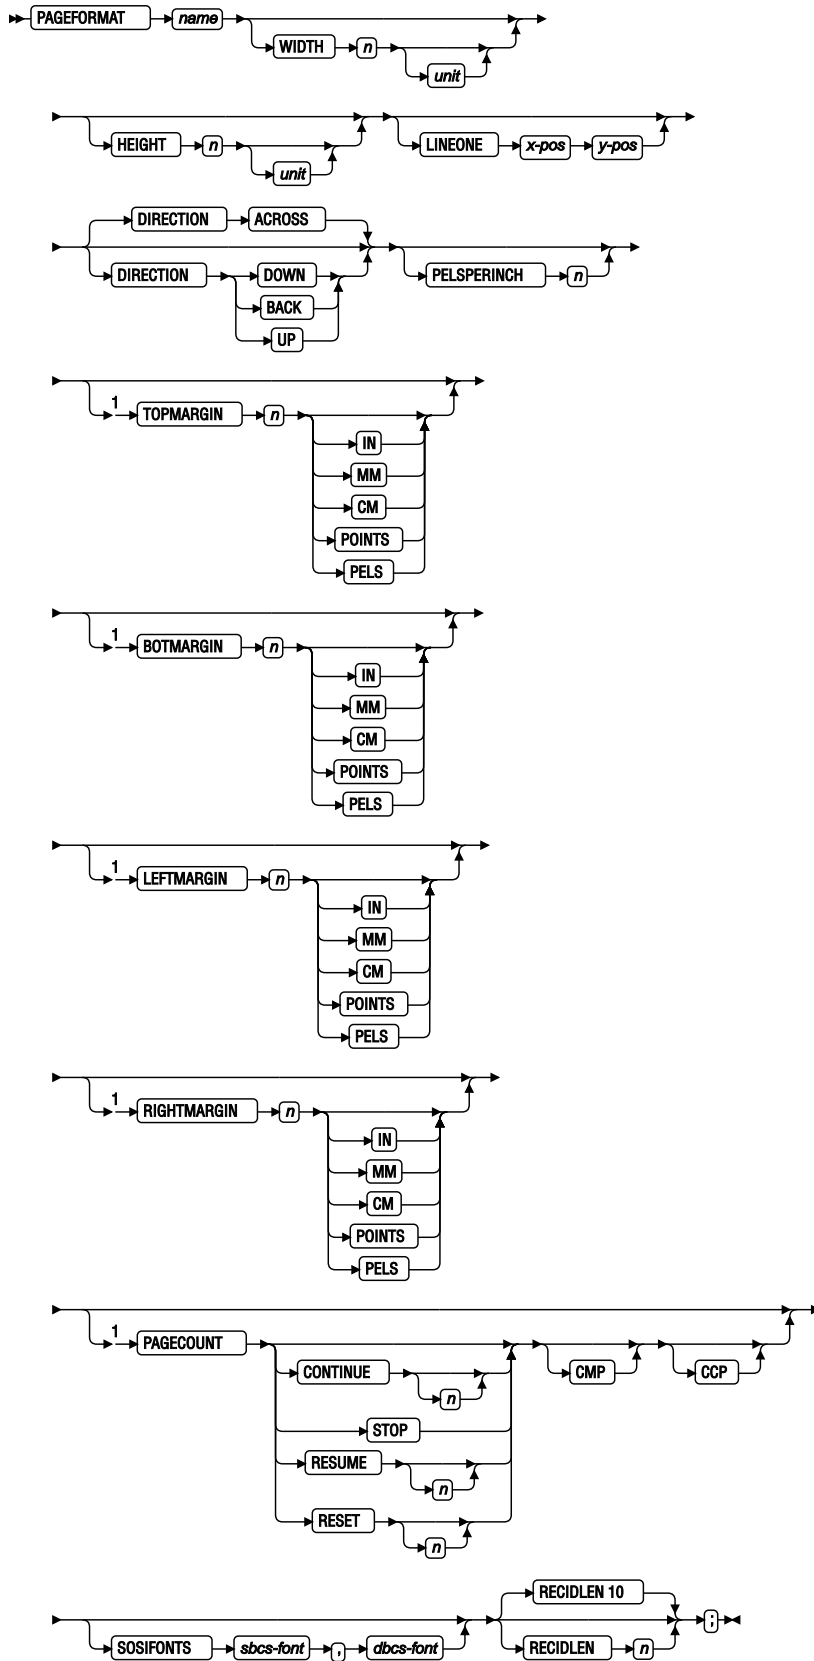 PAGEFORMAT name
WIDTH n
unit
HEIGHT n
unit
LINEONE x-pos y-pos
DIRECTION ACROSS
DIRECTION DOWN
BACK
UP
PELSPERINCH n
1
TOPMARGIN n
IN
MM
CM
POINTS
PELS
1
BOTMARGIN n
IN
MM
CM
POINTS
PELS
1
LEFTMARGIN n
IN
MM
CM
POINTS
PELS
1
RIGHTMARGIN n
IN
MM
CM
POINTS
PELS
1
PAGECOUNT
CONTINUE
n
STOP
RESUME
n
RESET
n
CMP
CCP
SOSIFONTS sbcs-font , dbcs-font
RECIDLEN 10
RECIDLEN n
;